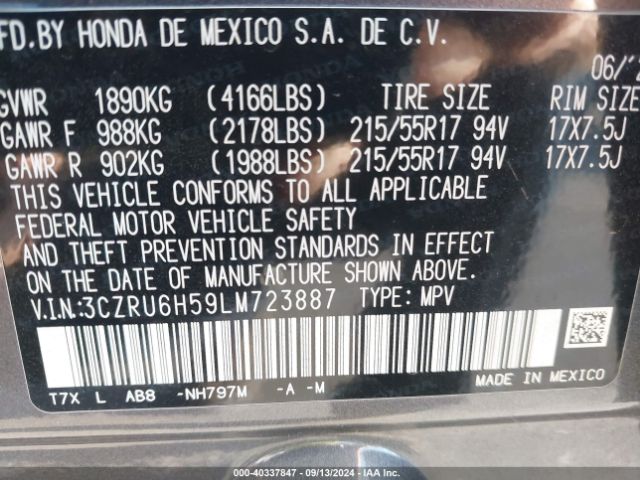 FD.BY HONDA DE MEXICO S.A. DE C.V.
06/
GVWR 1890KG (4166LBS) TIRE SIZE RIM SIZE
GAWR F 988KG (2178LBS) 215/55R17 94V 17X7.5J
GAWR R 902KG (1988LBS) 215/55R17 94V 17X7.5J
THIS VEHICLE CONFORMS TO ALL APPLICABLE
FEDERAL MOTOR VEHICLE SAFETY
AND THEFT PREVENTION STANDARDS IN EFFECT
ON THE DATE OF MANUFACTURE SHOWN ABOVE.
V.I.N:3CZRU6H59LM723887 TYPE: MPV
T7X L AB8 -NH797M -A -M
MADE IN MEXICO
000-40337847 | 09/13/2024 | IAA Inc.